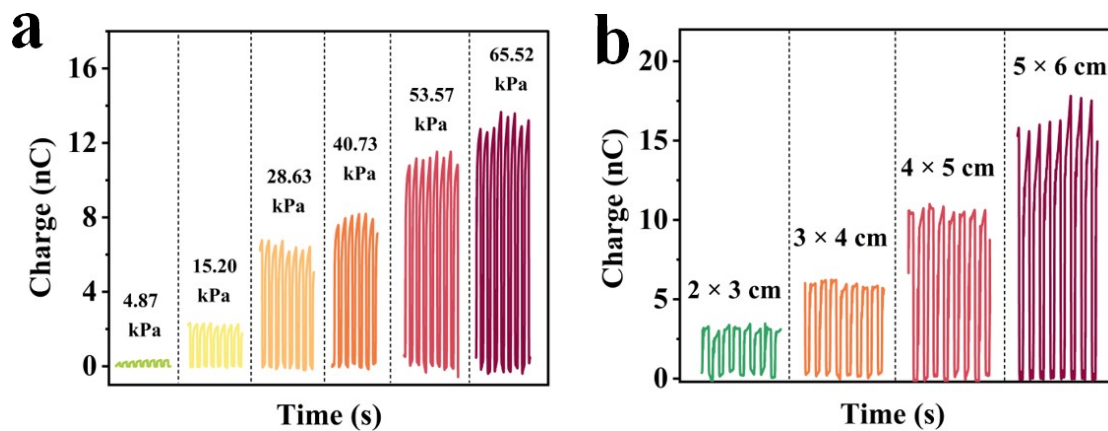 a
Charge (nC)
16
12
8
4
0
4.87
kPa
15.20
kPa
28.63
kPa
40.73
kPa
53.57
kPa
65.52
kPa
Time (s)
b
Charge (nC)
20
15
10
5
0
2 × 3 cm
3 × 4 cm
4 × 5 cm
5 × 6 cm
Time (s)